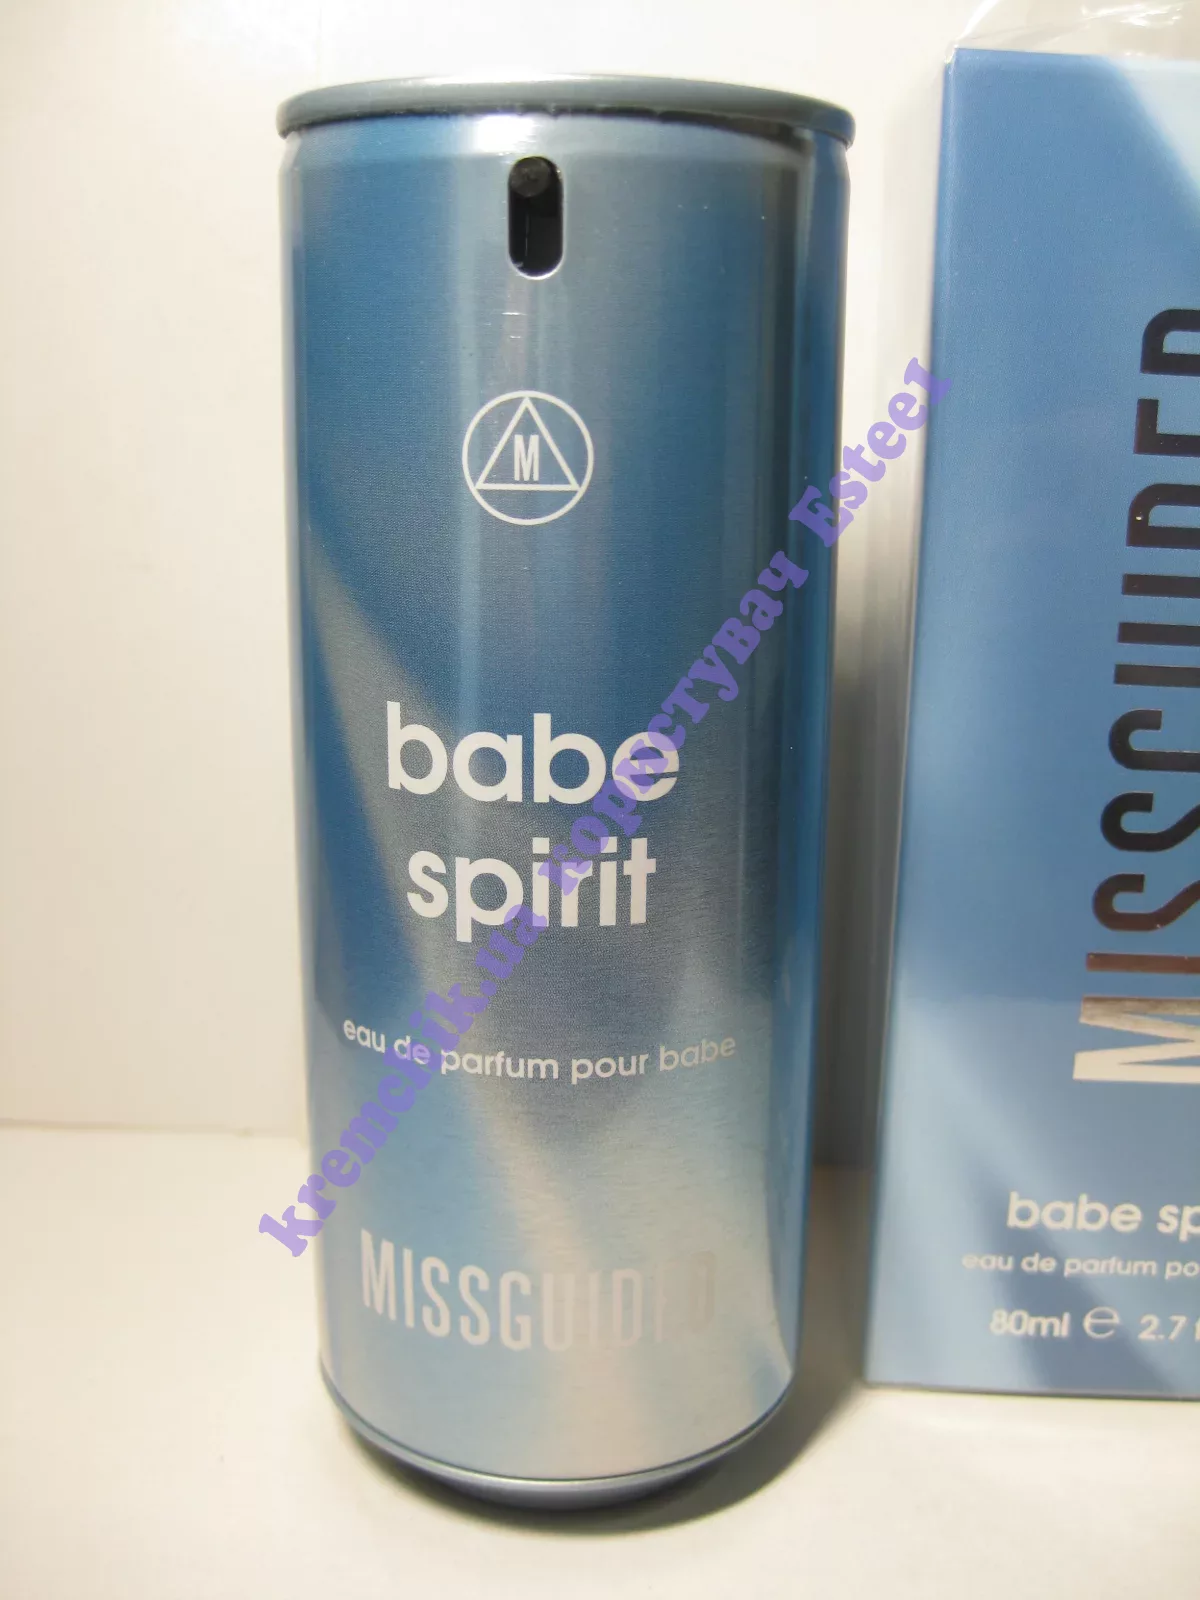 M
babe
spirit
eau de parfum pour babe
MISSGUIDED
kremchik.ua користувач Esteel
MISSGUIDED
babe sp
eau de parfum po
80ml e 2.7 f